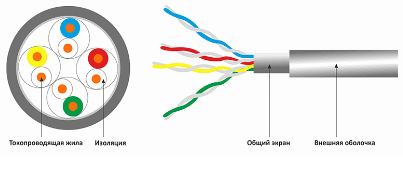 Токопроводящая жила
Изоляция
Общий экран
Внешняя оболочка